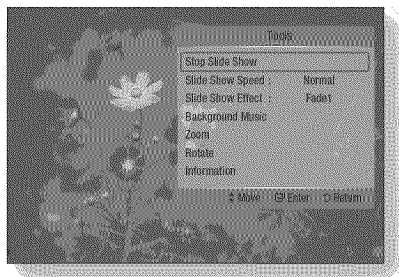 Tools
Stop Slide Show
Slide Show Speed : Normal
Slide Show Effect : Fade1
Background Music
Zoom
Rotate
Information
Move Enter Return